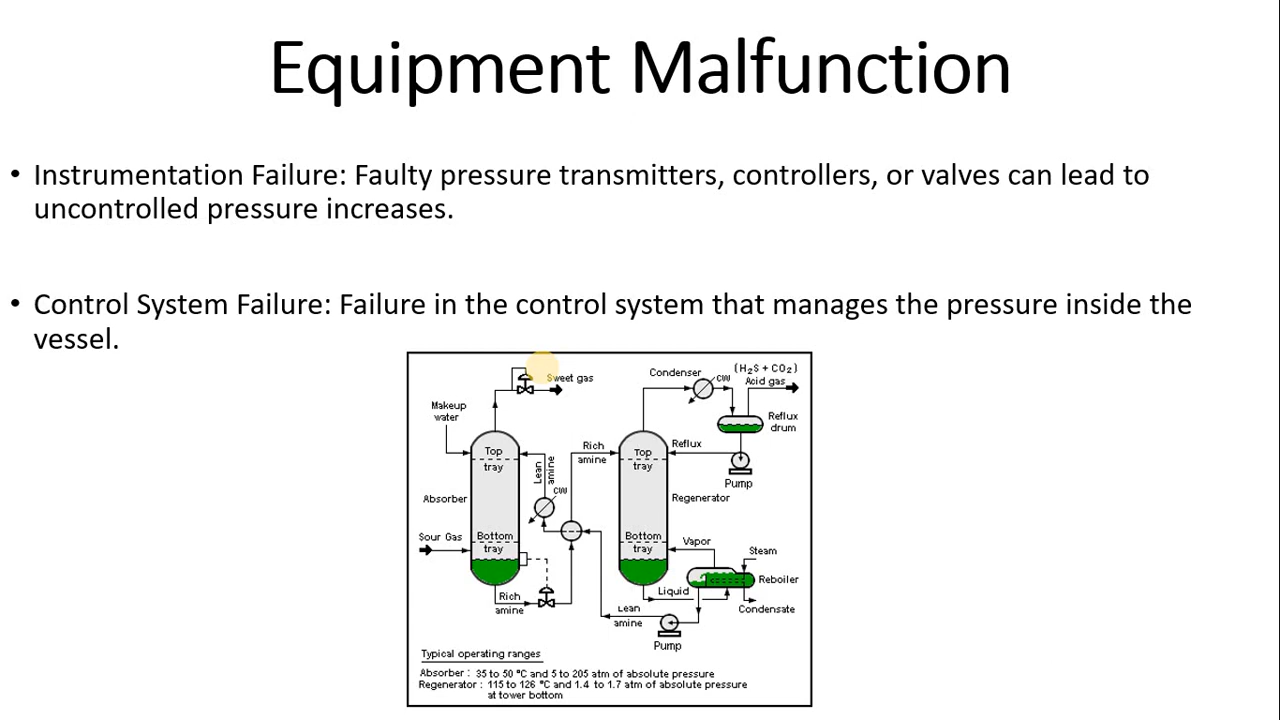 Equipment Malfunction
• Instrumentation Failure: Faulty pressure transmitters, controllers, or valves can lead to
uncontrolled pressure increases.
• Control System Failure: Failure in the control system that manages the pressure inside the
vessel.
Sweet gas
Makeup
water
Top
tray
Absorber
Sour Gas
Bottom
tray
Rich
amine
Lean
amine
CW
Rich
amine
Condenser
CW
(H₂S + CO₂)
Acid gas
Reflux
drum
Reflux
Pump
Top
tray
Regenerator
Bottom
tray
Vapor
Steam
Reboiler
Liquid
Condensate
Lean
amine
Pump
Typical operating ranges
Absorber : 35 to 50 °C and 5 to 205 atm of absolute pressure
Regenerator : 115 to 126 °C and 1.4 to 1.7 atm of absolute pressure
at tower bottom